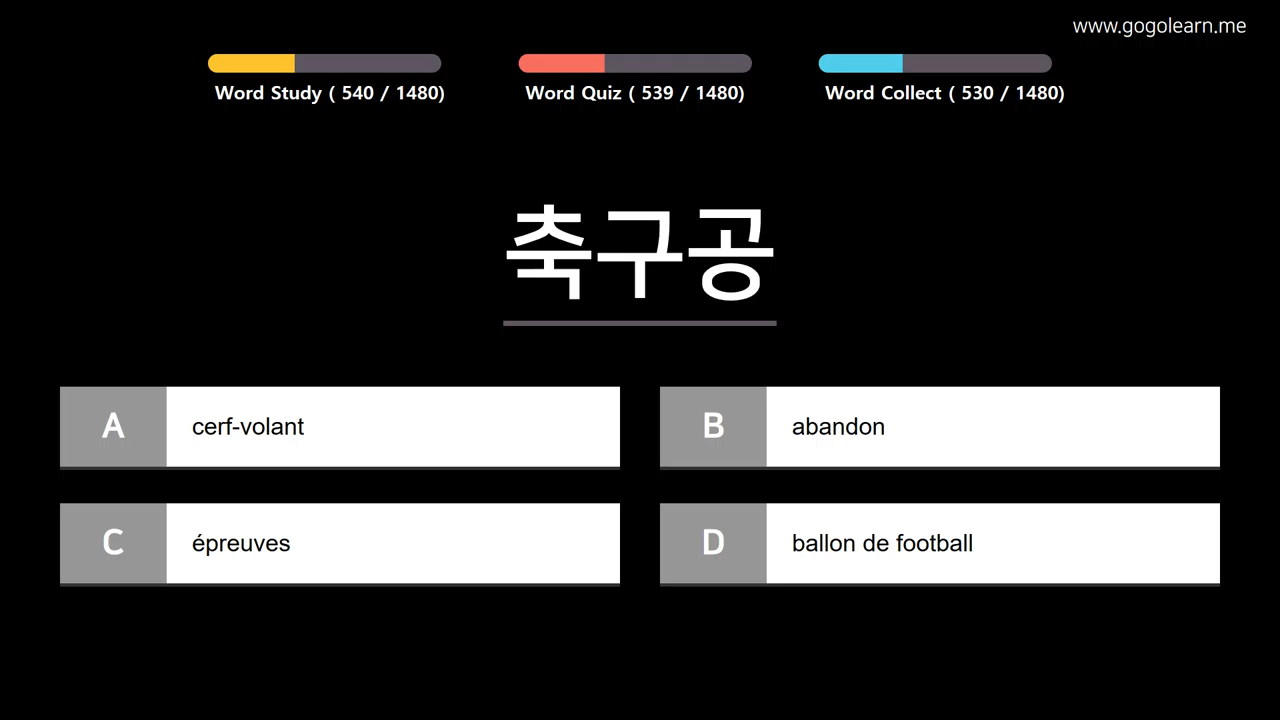 www.gogolearn.me
Word Study ( 540 / 1480)
Word Quiz ( 539 / 1480)
Word Collect ( 530 / 1480)
축구공
A cerf-volant
B abandon
C épreuves
D ballon de football